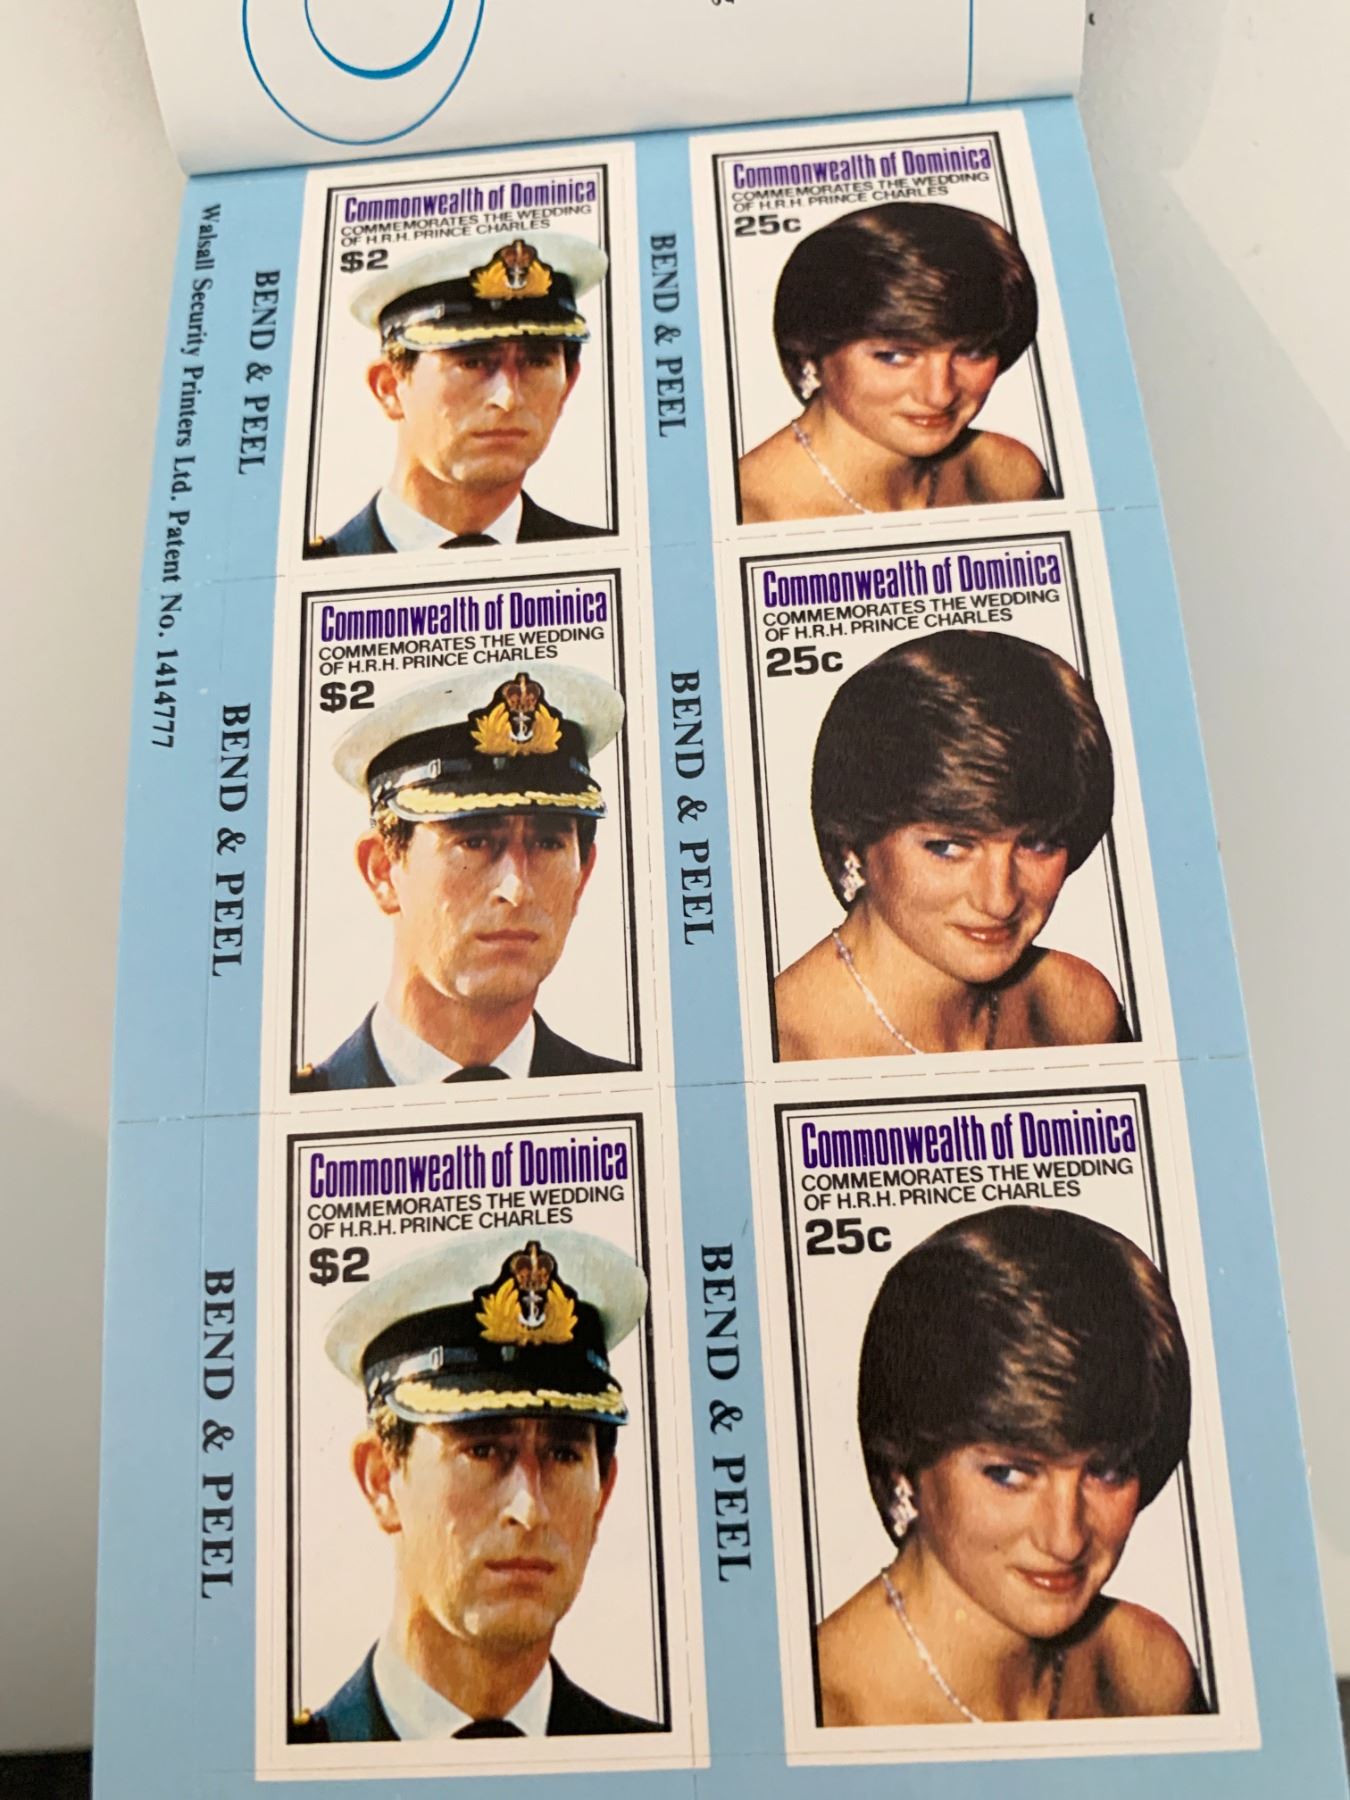 Walsall Security Printers Ltd. Patent No. 1414777
BEND & PEEL
Commonwealth of Dominica
COMMEMORATES THE WEDDING
OF H.R.H. PRINCE CHARLES
$2
BEND & PEEL
Commonwealth of Dominica
COMMEMORATES THE WEDDING
OF H.R.H. PRINCE CHARLES
25c
BEND & PEEL
Commonwealth of Dominica
COMMEMORATES THE WEDDING
OF H.R.H. PRINCE CHARLES
$2
BEND & PEEL
Commonwealth of Dominica
COMMEMORATES THE WEDDING
OF H.R.H. PRINCE CHARLES
25c
BEND & PEEL
Commonwealth of Dominica
COMMEMORATES THE WEDDING
OF H.R.H. PRINCE CHARLES
$2
BEND & PEEL
Commonwealth of Dominica
COMMEMORATES THE WEDDING
OF H.R.H. PRINCE CHARLES
25c